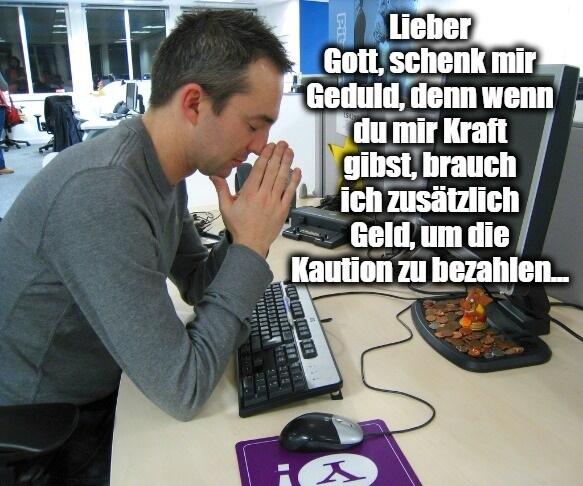 Lieber
Gott, schenk mir
Geduld, denn wenn
du mir Kraft
gibst, brauch
ich zusätzlich
Geld, um die
Kaution zu bezahlen...
Y!